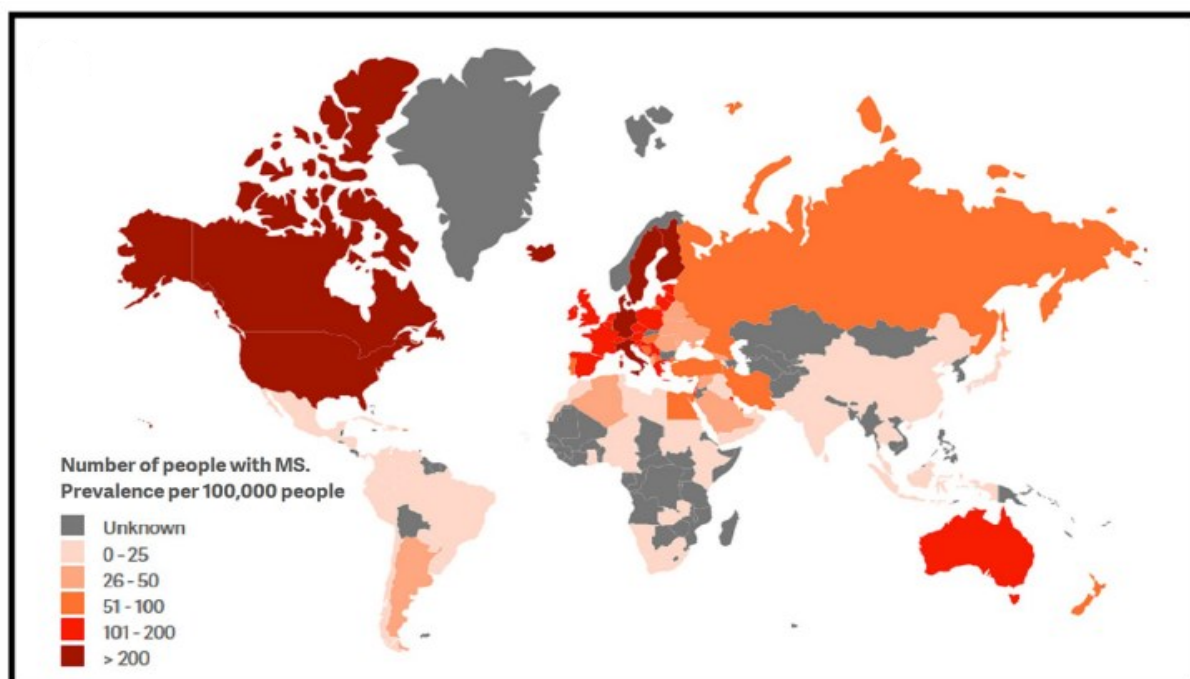 Number of people with MS.
Prevalence per 100,000 people
Unknown
0 - 25
26 - 50
51 - 100
101 - 200
> 200